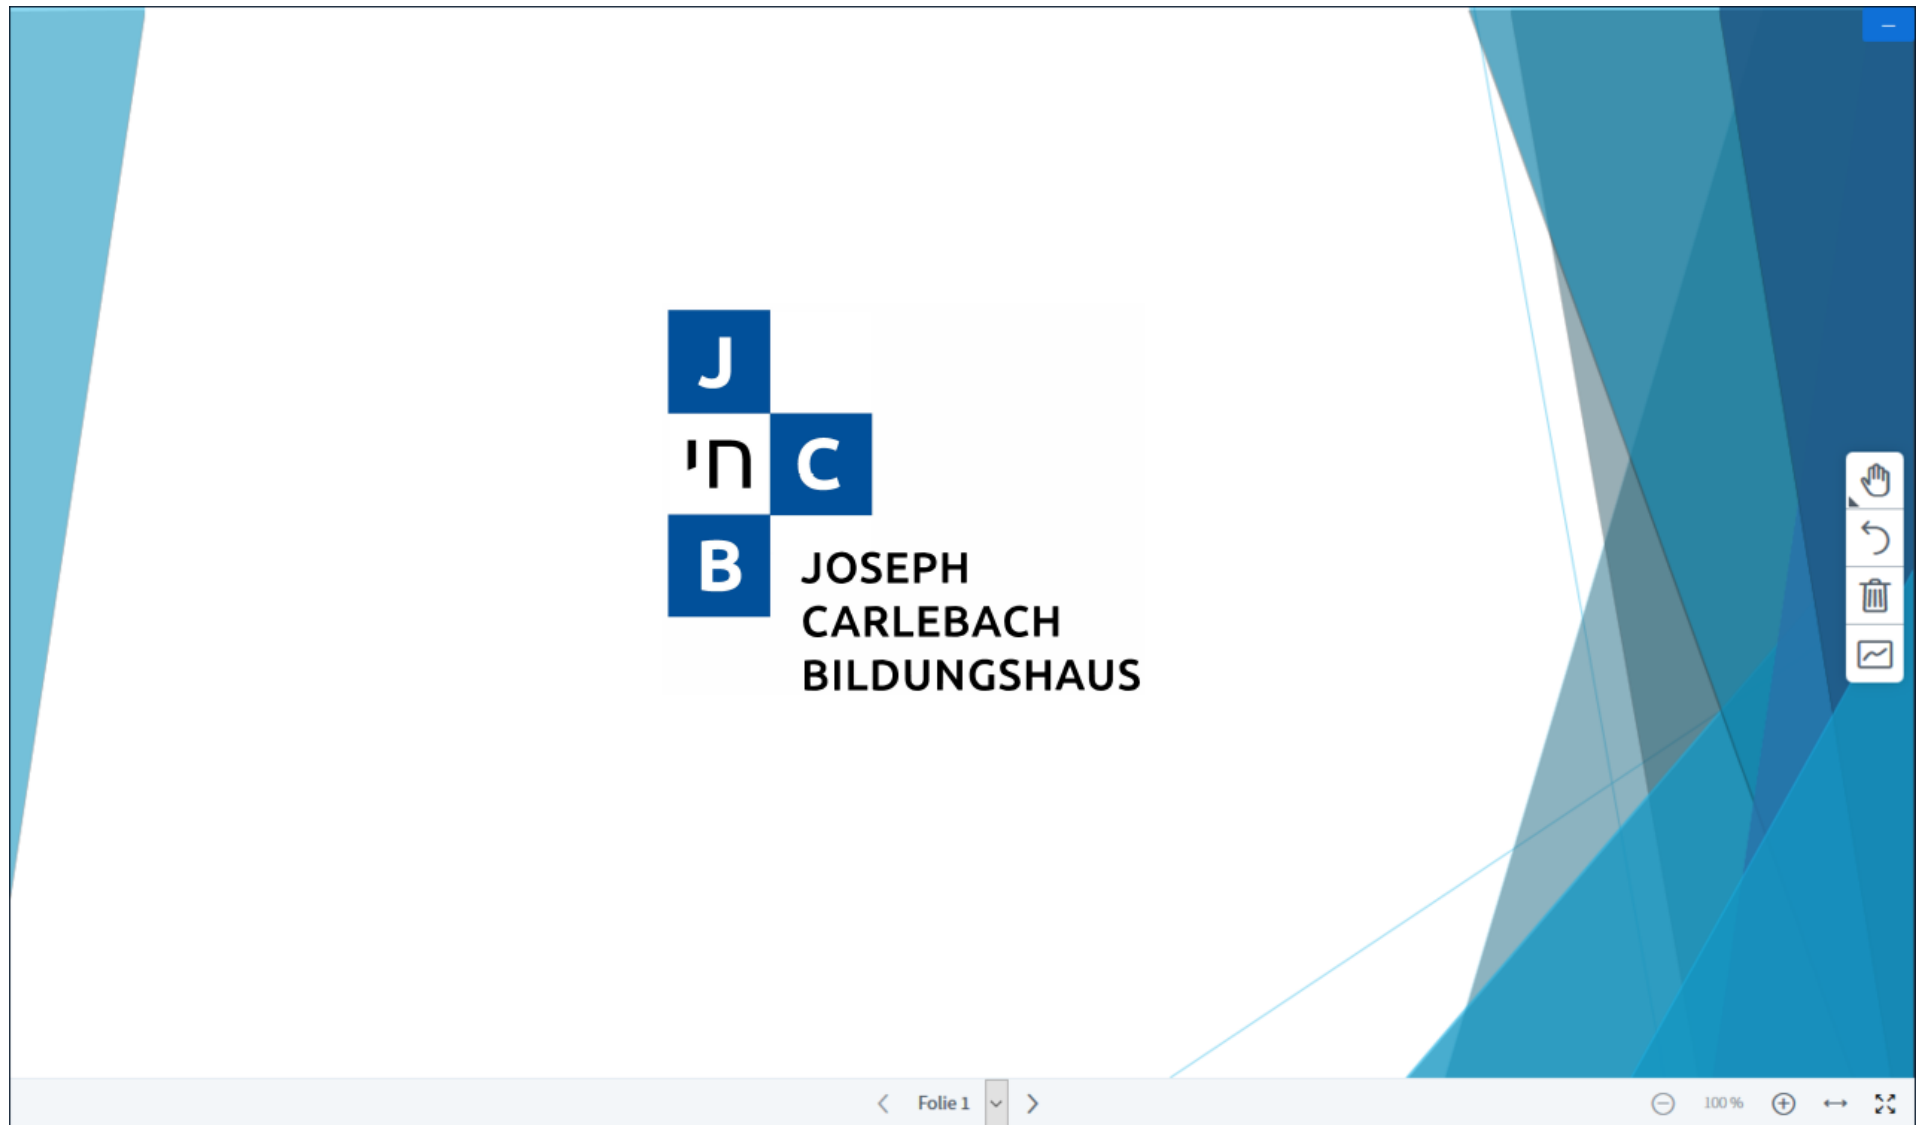 J
חי C
B
JOSEPH
CARLEBACH
BILDUNGSHAUS
Folie 1
100 %